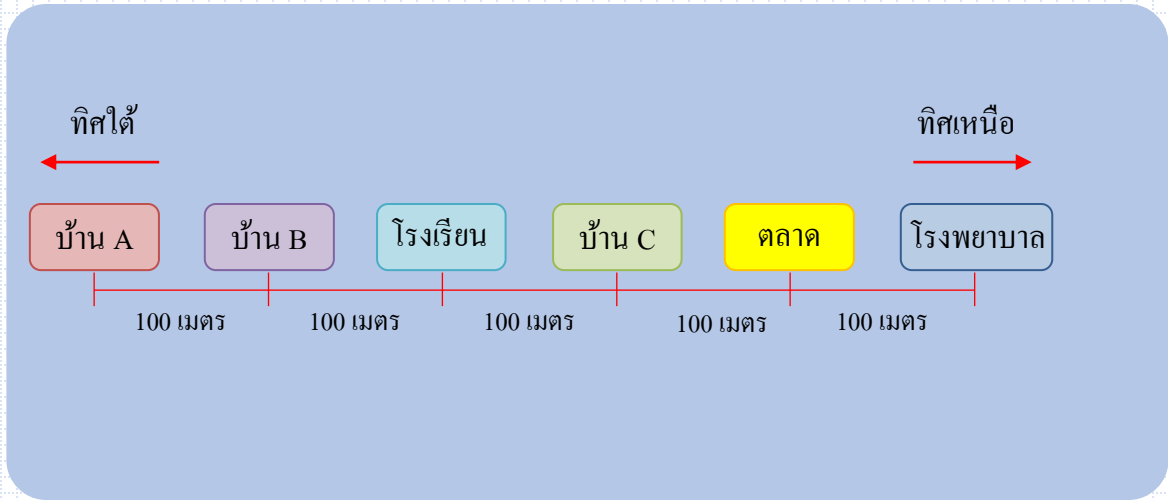 ทิศใต้
ทิศเหนือ
บ้าน A
บ้าน B
โรงเรียน
บ้าน C
ตลาด
โรงพยาบาล
100 เมตร
100 เมตร
100 เมตร
100 เมตร
100 เมตร